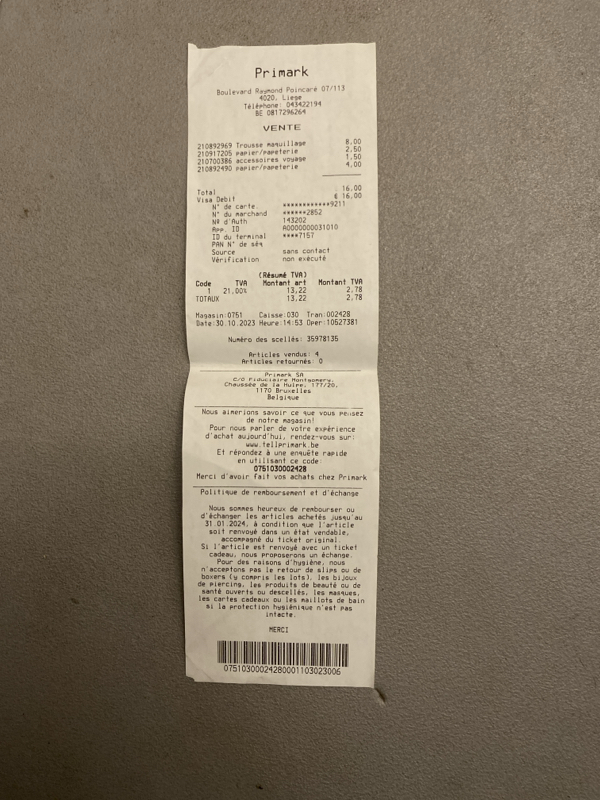 Primark
Boulevard Raymond Poincaré 07/113
4020, Liege
Téléphone: 043422194
BE 0817296264
VENTE
210892969 Trousse maquillage 8,00
210917205 papier/papeterie 2,50
210700386 accessoires voyage 1,50
210892490 papier/papeterie 4,00
Total 16,00
Visa Debit € 16,00
N° de carte ************9211
N° du marchand ******2852
Nº d'Auth 143202
App. ID A0000000031010
ID du terminal ****7157
PAN N° de séq
Source sans contact
Vérification non exécuté
(Résumé TVA)
Code TVA Montant art Montant TVA
1 21.00% 13,22 2,78
TOTAUX 13,22 2,78
Magasin:0751 Caisse:030 Tran:002428
Date:30.10.2023 Heure:14:53 Oper:10527381
Numéro des scellés: 35978135
Articles vendus: 4
Articles retournés: 0
Primark SA
C/o Fiduciaire Montgomery,
Chaussée de la Hulpe, 177/20,
1170 Bruxelles
Belgique
Nous aimerions savoir ce que vous pensez
de notre magasin!
Pour nous parler de votre expérience
d'achat aujourd'hui, rendez-vous sur:
www.tellprimark.be
Et répondez à une enquête rapide
en utilisant ce code:
0751030002428
Merci d'avoir fait vos achats chez Primark
Politique de remboursement et d'échange
Nous sommes heureux de rembourser ou
d'échanger les articles achetés jusqu'au
31.01.2024, à condition que l'article
soit renvoyé dans un état vendable,
accompagné du ticket original.
Si l'article est renvoyé avec un ticket
cadeau, nous proposerons un échange.
Pour des raisons d'hygiène, nous
n'acceptons pas le retour de slips ou de
boxers (y compris les lots), les bijoux
de piercing, les produits de beauté ou de
santé ouverts ou descellés, les masques,
les cartes cadeaux ou les maillots de bain
si la protection hygiénique n'est pas
intacte.
MERCI
07510300024280001103023006